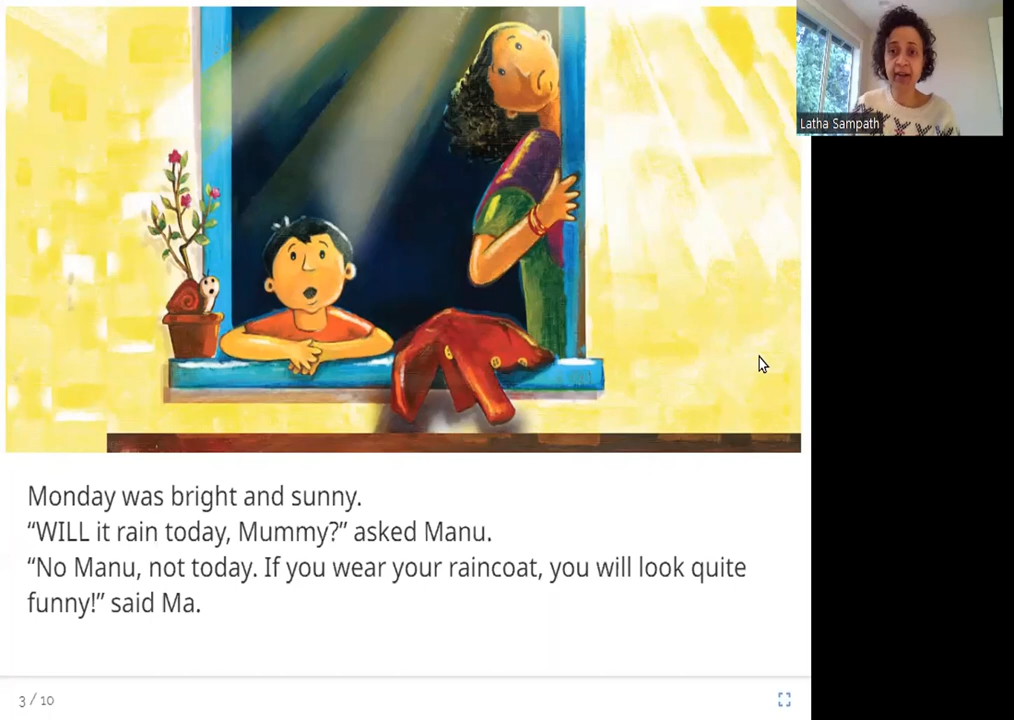 Latha Sampath
Monday was bright and sunny.
“WILL it rain today, Mummy?” asked Manu.
“No Manu, not today. If you wear your raincoat, you will look quite
funny!” said Ma.
3 / 10